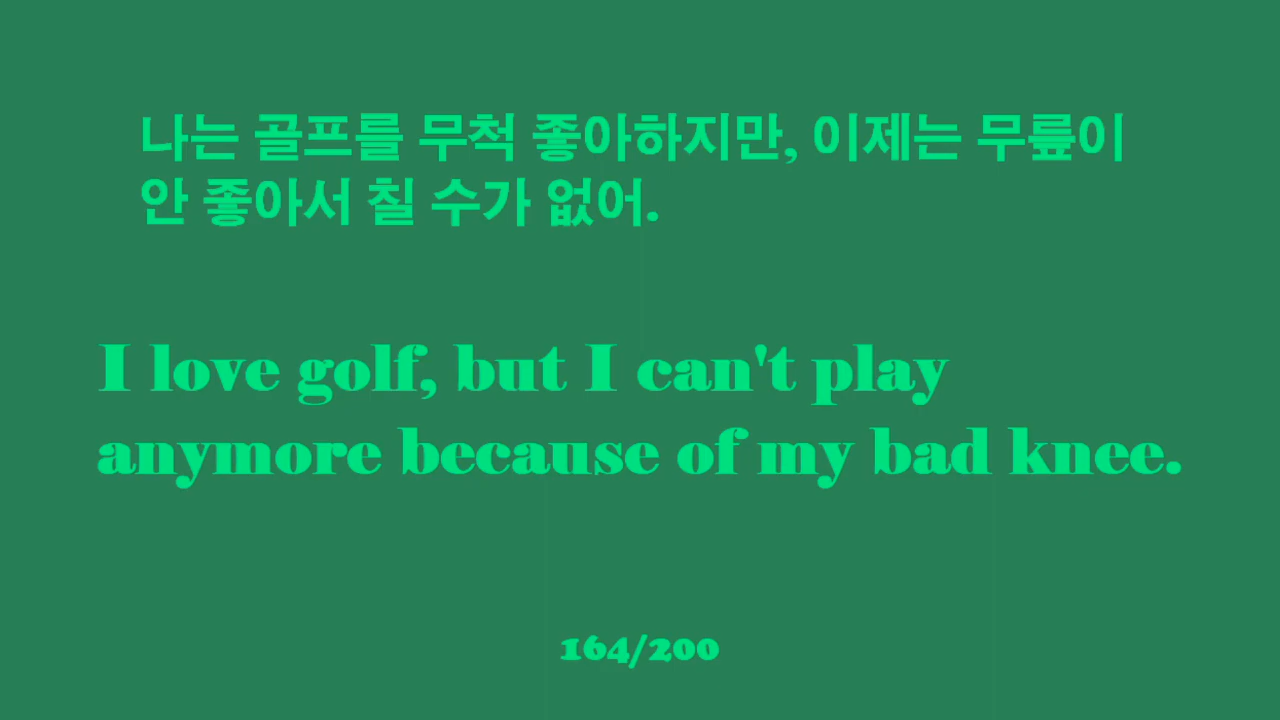 나는 골프를 무척 좋아하지만, 이제는 무릎이
안 좋아서 칠 수가 없어.
I love golf, but I can't play
anymore because of my bad knee.
164/200